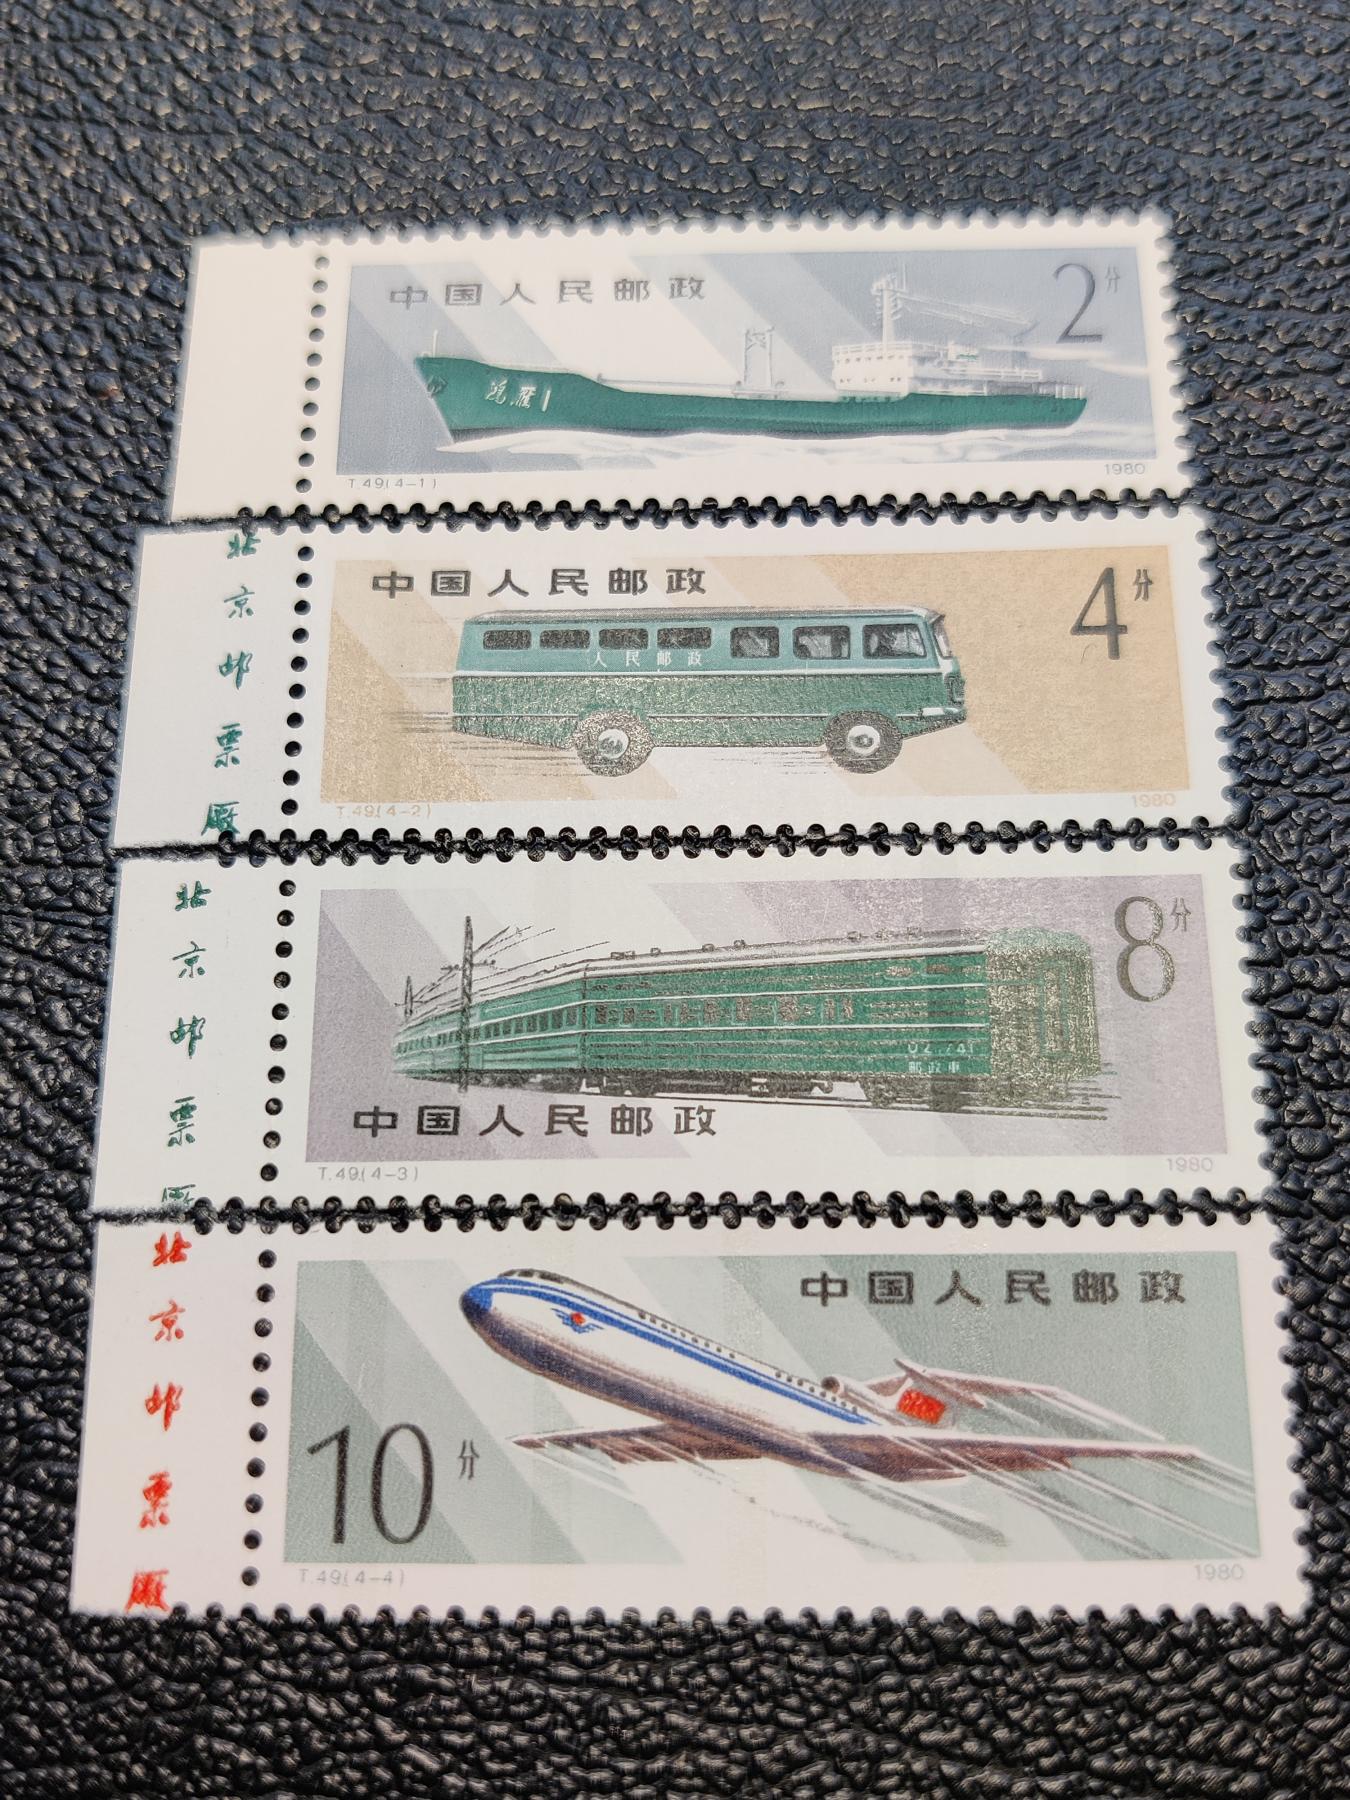 中国人民邮政
2分
鸿雁1
T.49.(4-1)
1980
北京邮票厂
中国人民邮政
4分
人民邮政
T.49.(4-2)
1980
北京邮票厂
8分
邮政車
中国人民邮政
T.49.(4-3)
1980
北京邮票厂
中国人民邮政
10分
T.49.(4-4)
1980